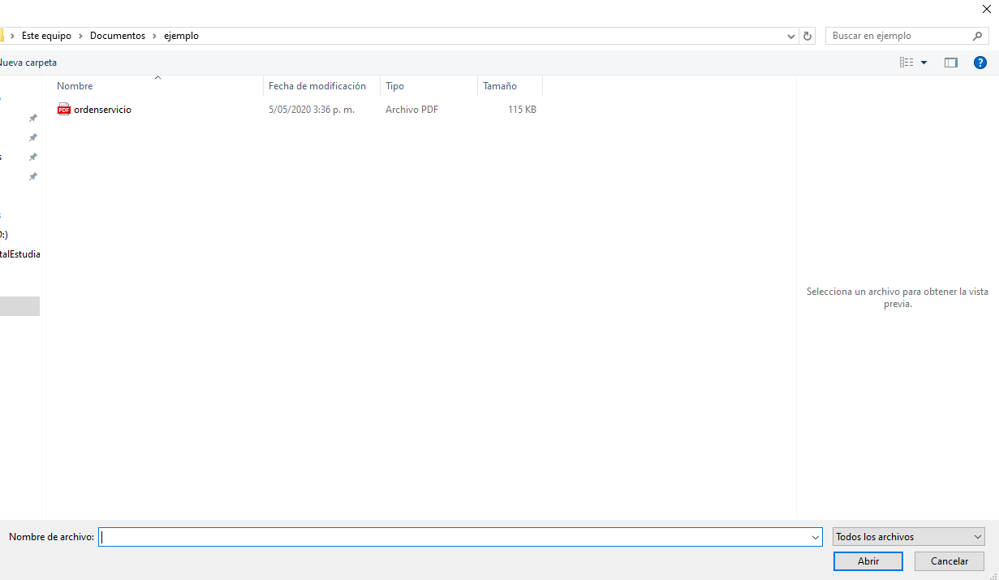 Este equipo > Documentos > ejemplo
Buscar en ejemplo
Nueva carpeta
?
Nombre
Fecha de modificación
Tipo
Tamaño
PDF ordenservicio
5/05/2020 3:36 p. m.
Archivo PDF
115 KB
Selecciona un archivo para obtener la vista
previa.
Nombre de archivo:
Todos los archivos
Abrir
Cancelar